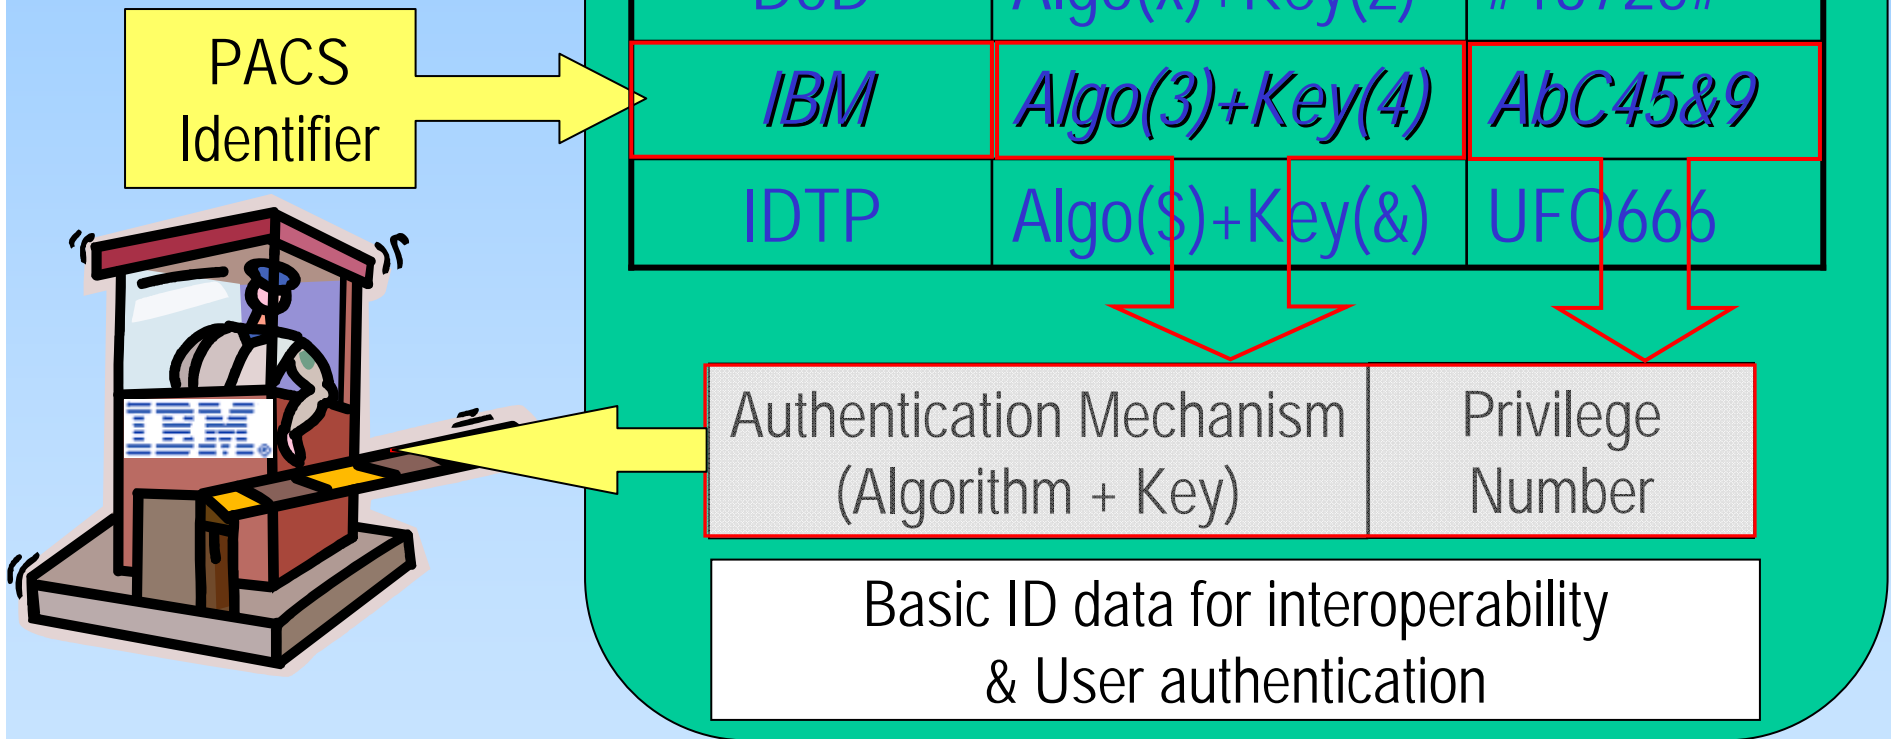 PACS
Identifier
IBM Algo(3)+Key(4) AbC45&9
IDTP Algo($)+Key(&) UFO666
IBM®
Authentication Mechanism
(Algorithm + Key)
Privilege
Number
Basic ID data for interoperability
& User authentication